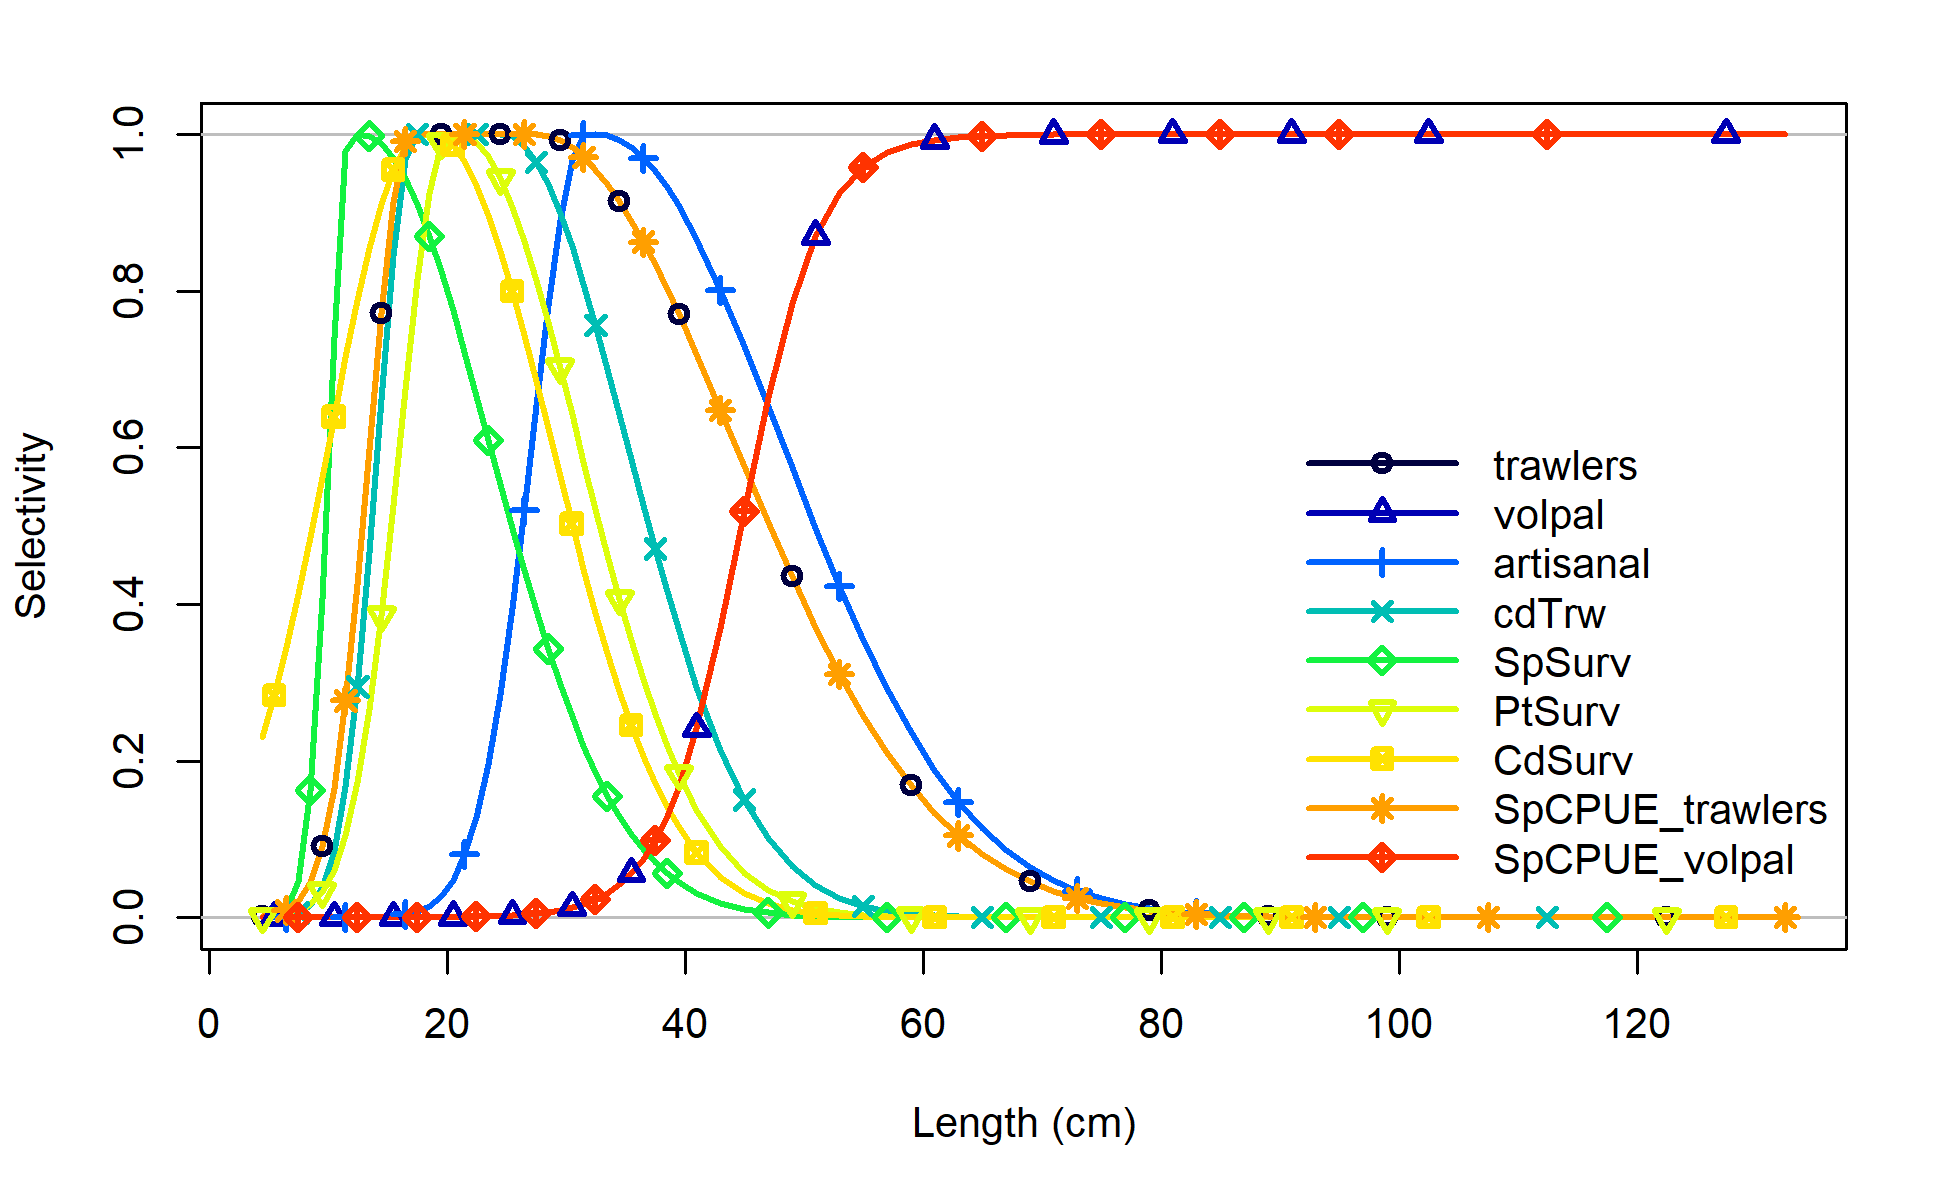 1.0
0.8
0.6
0.4
0.2
0.0
Selectivity
trawlers
volpal
artisanal
cdTrw
SpSurv
PtSurv
CdSurv
SpCPUE_trawlers
SpCPUE_volpal
0 20 40 60 80 100 120
Length (cm)